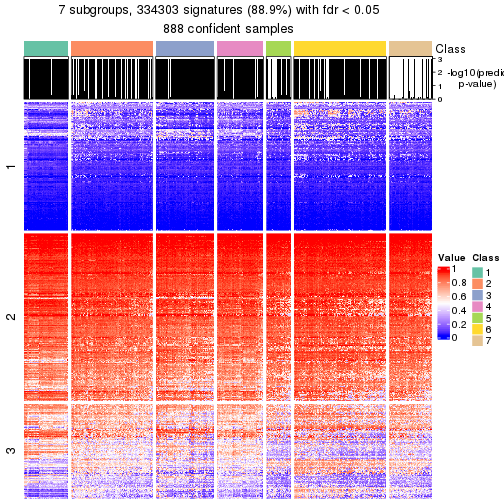 7 subgroups, 334303 signatures (88.9%) with fdr < 0.05
888 confident samples
Class
3
2
1
0
-log10(predic
p-value)
1
2
3
Value
1
0.8
0.6
0.4
0.2
0
Class
1
2
3
4
5
6
7